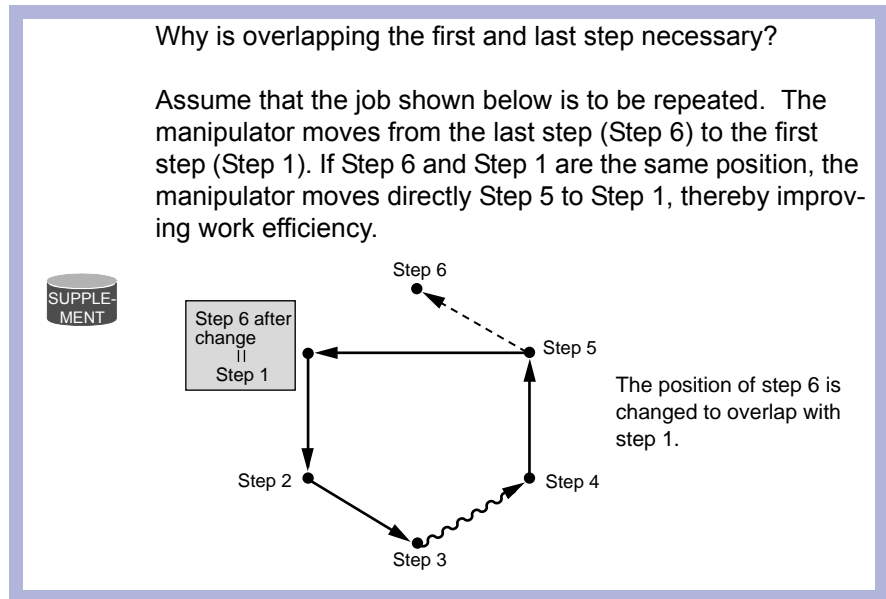 Why is overlapping the first and last step necessary?
Assume that the job shown below is to be repeated.  The
manipulator moves from the last step (Step 6) to the first
step (Step 1). If Step 6 and Step 1 are the same position, the
manipulator moves directly Step 5 to Step 1, thereby improv-
ing work efficiency.
SUPPLE-
MENT
Step 6
Step 6 after
change
=
Step 1
Step 5
The position of step 6 is
changed to overlap with
step 1.
Step 2
Step 4
Step 3